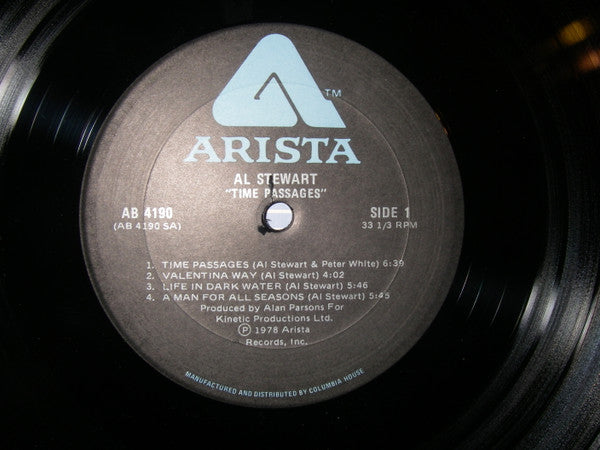 TM
ARISTA
AL STEWART
"TIME PASSAGES"
AB 4190
(AB 4190 SA)
SIDE 1
33 1/3 RPM
1. TIME PASSAGES (Al Stewart & Peter White) 6:39
2. VALENTINA WAY (Al Stewart) 4:02
3. LIFE IN DARK WATER (Al Stewart) 5:46
4. A MAN FOR ALL SEASONS (Al Stewart) 5:45
Produced by Alan Parsons For
Kinetic Productions Ltd.
Ⓟ 1978 Arista
Records, Inc.
MANUFACTURED AND DISTRIBUTED BY COLUMBIA HOUSE